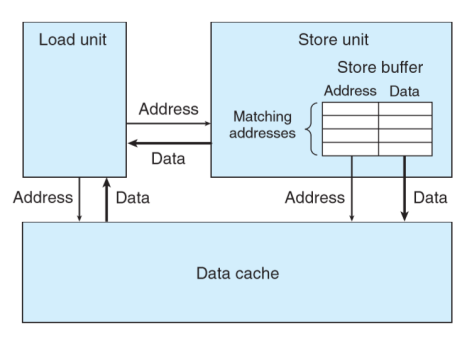 Load unit
Store unit
Store buffer
Address Data
Matching
addresses
Address
Data
Address
Data
Address
Data
Data cache